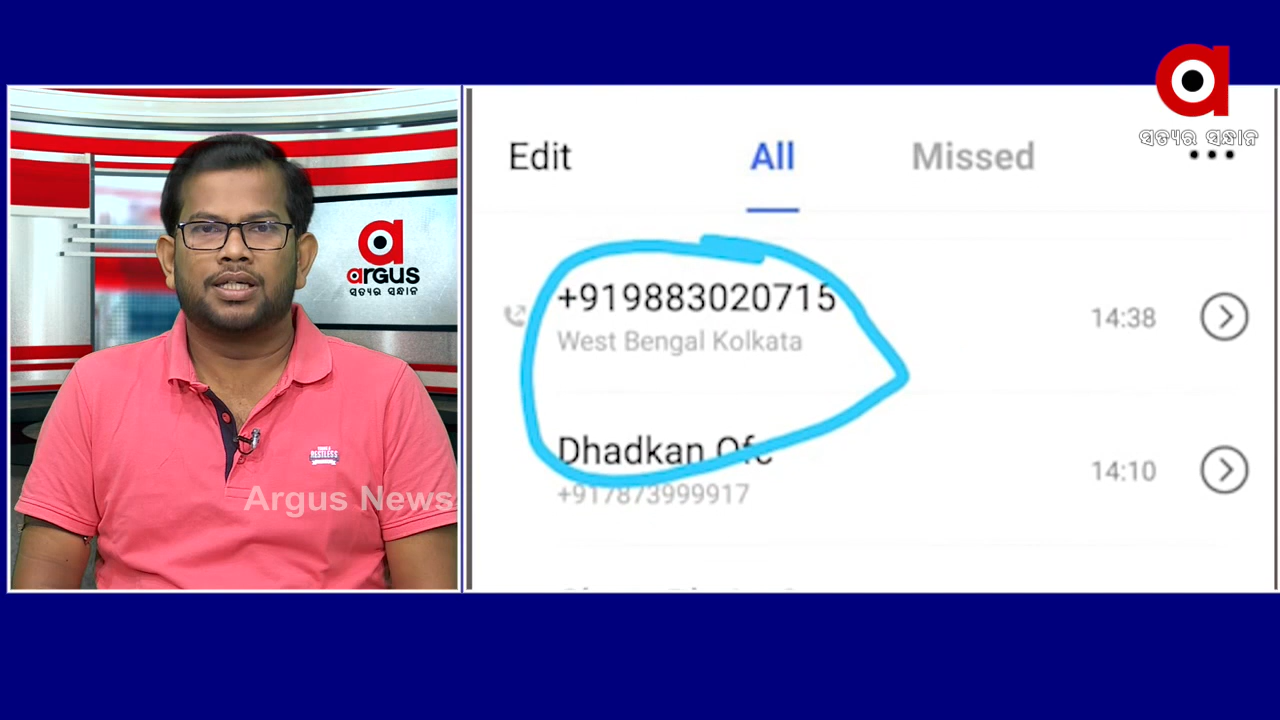 ସତ୍ୟର ସନ୍ଧାନ
Edit
All
Missed
+919883020715
West Bengal Kolkata
14:38
Dhadkan Ofc
+917873999917
14:10
argus
ସତ୍ୟର ସନ୍ଧାନ
RESTLESS
Argus News